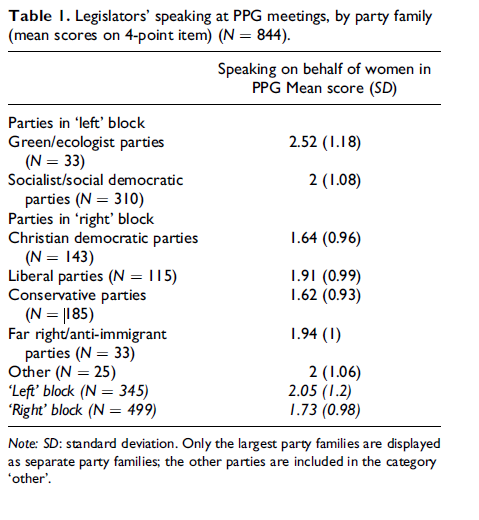 Table 1. Legislators' speaking at PPG meetings, by party family
(mean scores on 4-point item) (N = 844).
Speaking on behalf of women in
PPG Mean score (SD)
Parties in 'left' block
Green/ecologist parties 2.52 (1.18)
(N = 33)
Socialist/social democratic 2 (1.08)
parties (N = 310)
Parties in 'right' block
Christian democratic parties 1.64 (0.96)
(N = 143)
Liberal parties (N = 115) 1.91 (0.99)
Conservative parties 1.62 (0.93)
(N = |185)
Far right/anti-immigrant 1.94 (1)
parties (N = 33)
Other (N = 25) 2 (1.06)
'Left' block (N = 345) 2.05 (1.2)
'Right' block (N = 499) 1.73 (0.98)
Note: SD: standard deviation. Only the largest party families are displayed
as separate party families; the other parties are included in the category
'other'.